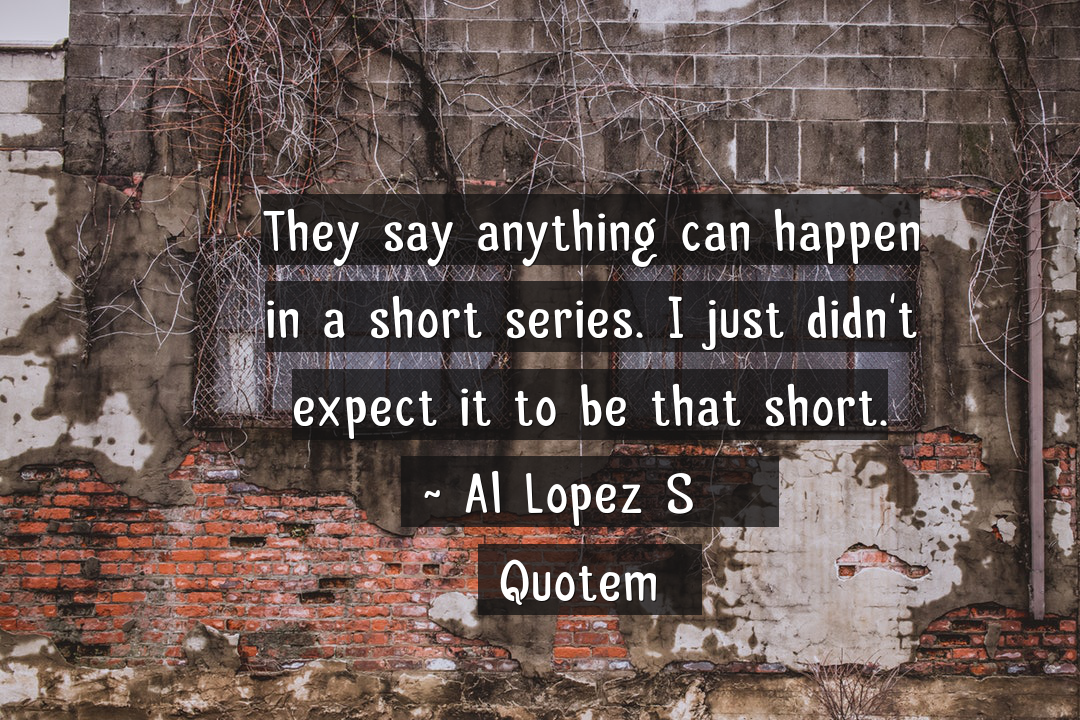 They say anything can happen
in a short series. I just didn't
expect it to be that short.
~ Al Lopez S
Quotem